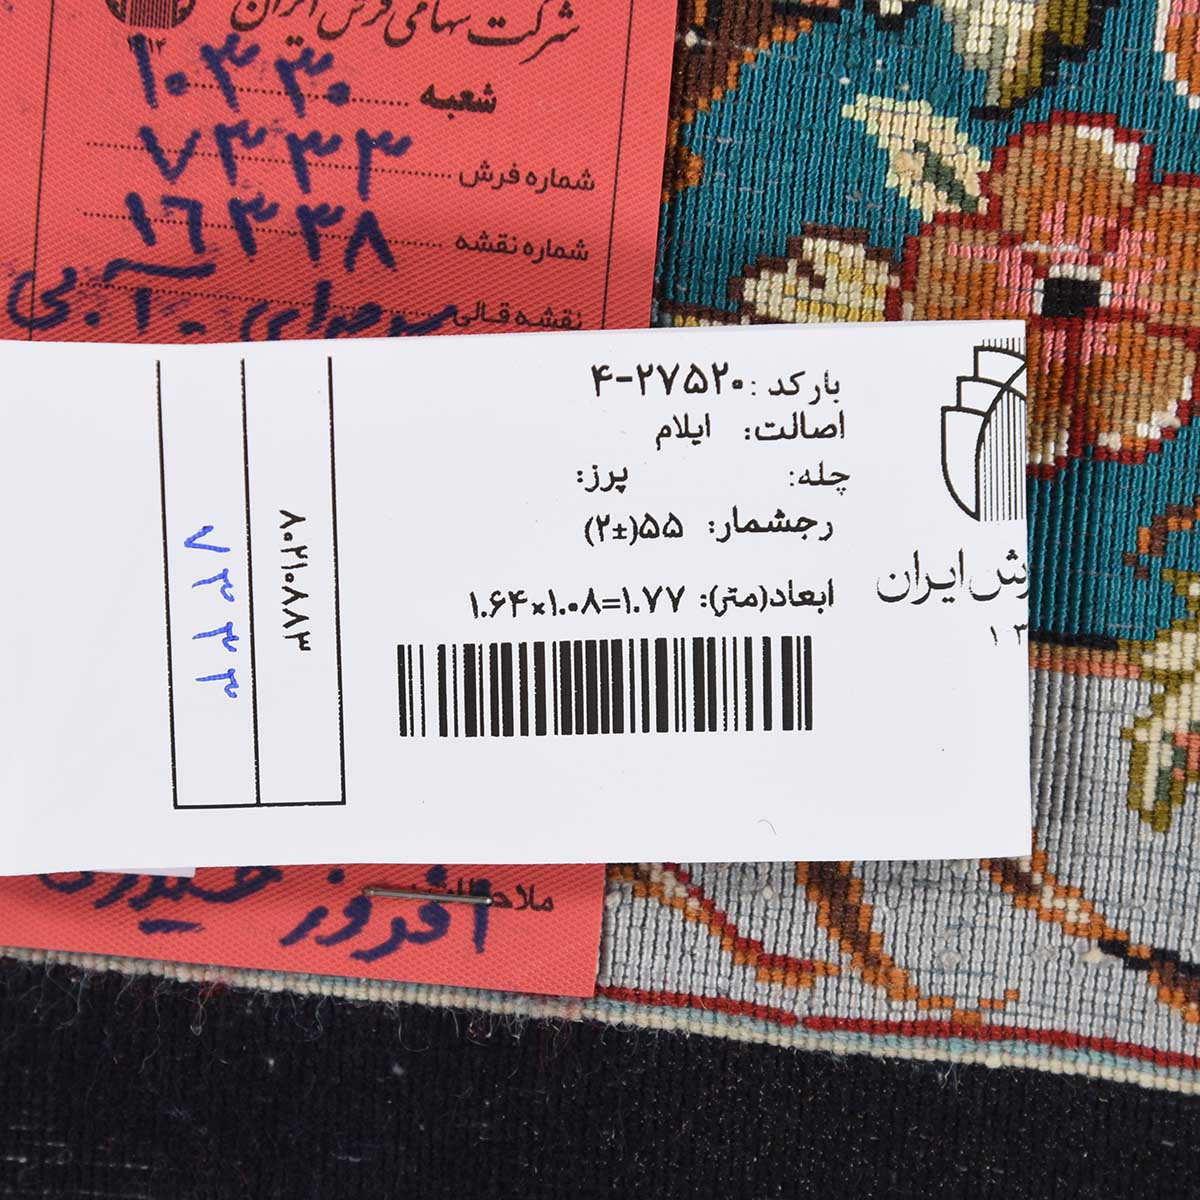 شرکت سهامی فرش ایران
شعبه ۱۰۳۳۰
شماره فرش ۷۳۳۳
شماره نقشه ۱۶۳۳۸
نقشه قالی
بارکد: ۴-۲۷۵۲۰
اصالت: ایلام
چله: پرز:
رجشمار: ۵۵(±۲)
ابعاد(متر): ۱.۶۴×۱.۰۸=۱.۷۷
ش ایران
۸۰۲۱۰۸۸۳
۷۳۳۳
افروز حیدری